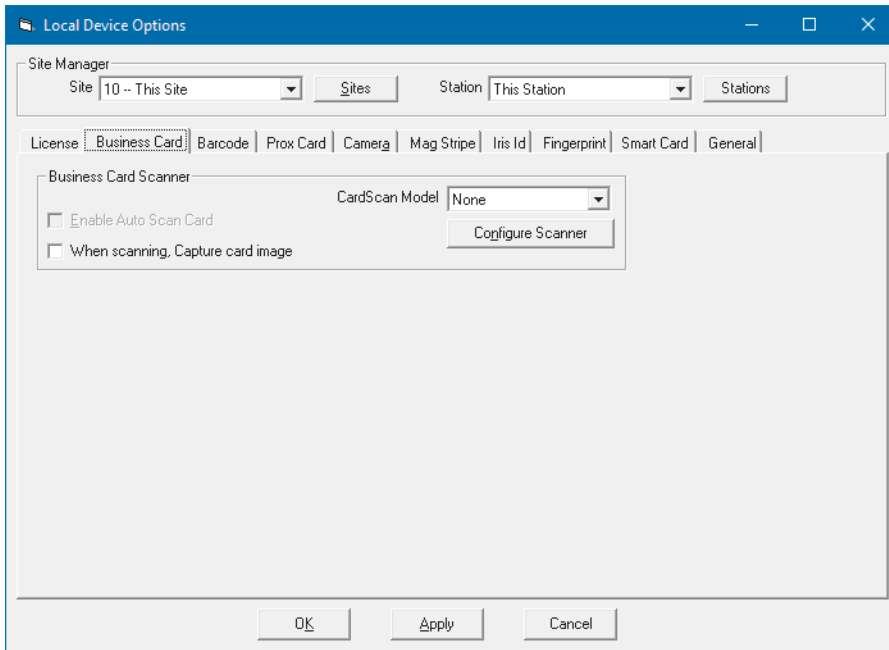 Local Device Options
Site Manager
Site 10 -- This Site Sites Station This Station Stations
License Business Card Barcode Prox Card Camera Mag Stripe Iris Id Fingerprint Smart Card General
Business Card Scanner
CardScan Model None
Enable Auto Scan Card
Configure Scanner
When scanning, Capture card image
OK Apply Cancel